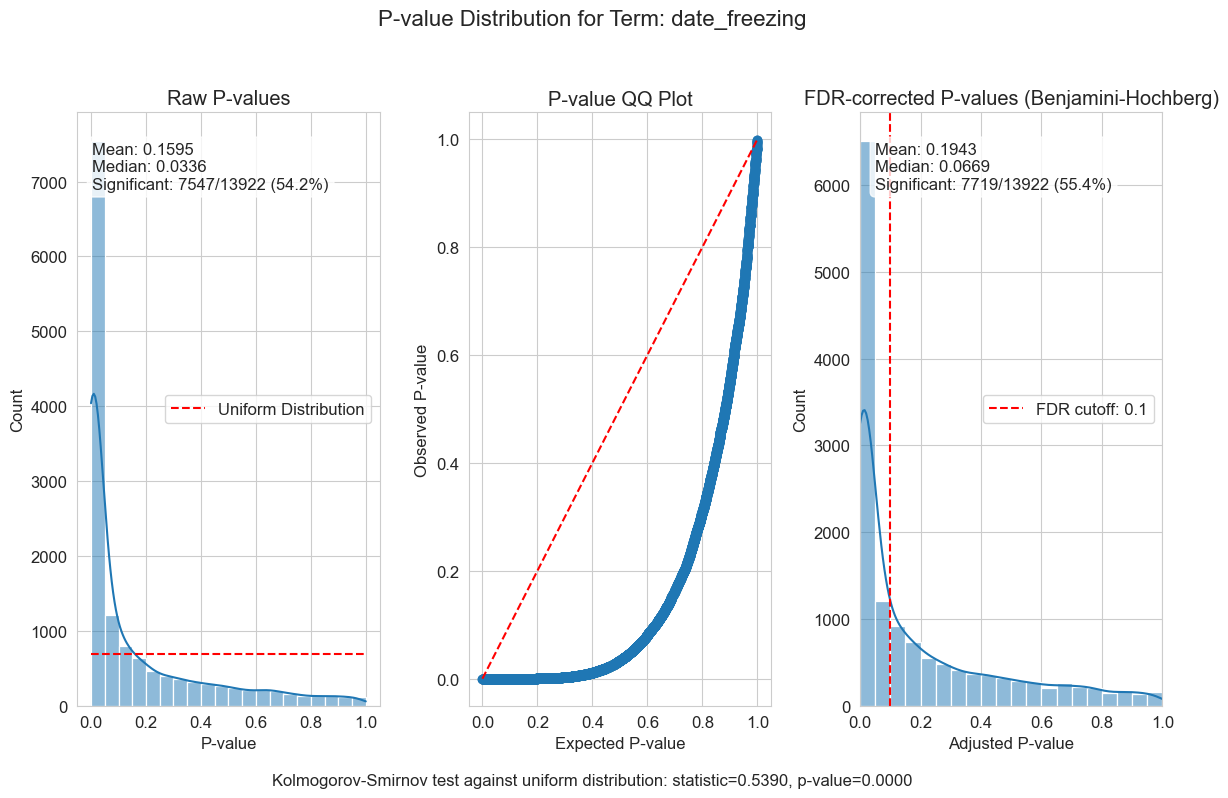 P-value Distribution for Term: date_freezing
Raw P-values
Mean: 0.1595
Median: 0.0336
Significant: 7547/13922 (54.2%)
Uniform Distribution
Count
7000
6000
5000
4000
3000
2000
1000
0
0.0 0.2 0.4 0.6 0.8 1.0
P-value
P-value QQ Plot
Observed P-value
1.0
0.8
0.6
0.4
0.2
0.0
0.0 0.2 0.4 0.6 0.8 1.0
Expected P-value
FDR-corrected P-values (Benjamini-Hochberg)
Mean: 0.1943
Median: 0.0669
Significant: 7719/13922 (55.4%)
FDR cutoff: 0.1
Count
6000
5000
4000
3000
2000
1000
0
0.0 0.2 0.4 0.6 0.8 1.0
Adjusted P-value
Kolmogorov-Smirnov test against uniform distribution: statistic=0.5390, p-value=0.0000